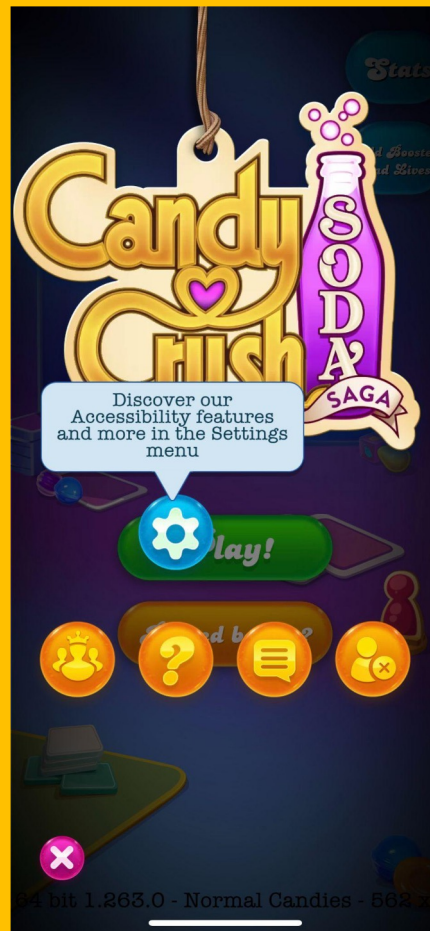 Stats
Candy
Crush
SODA
SAGA
Discover our
Accessibility features
and more in the Settings
menu
lay!
64 bit 1.263.0 - Normal Candies - 562